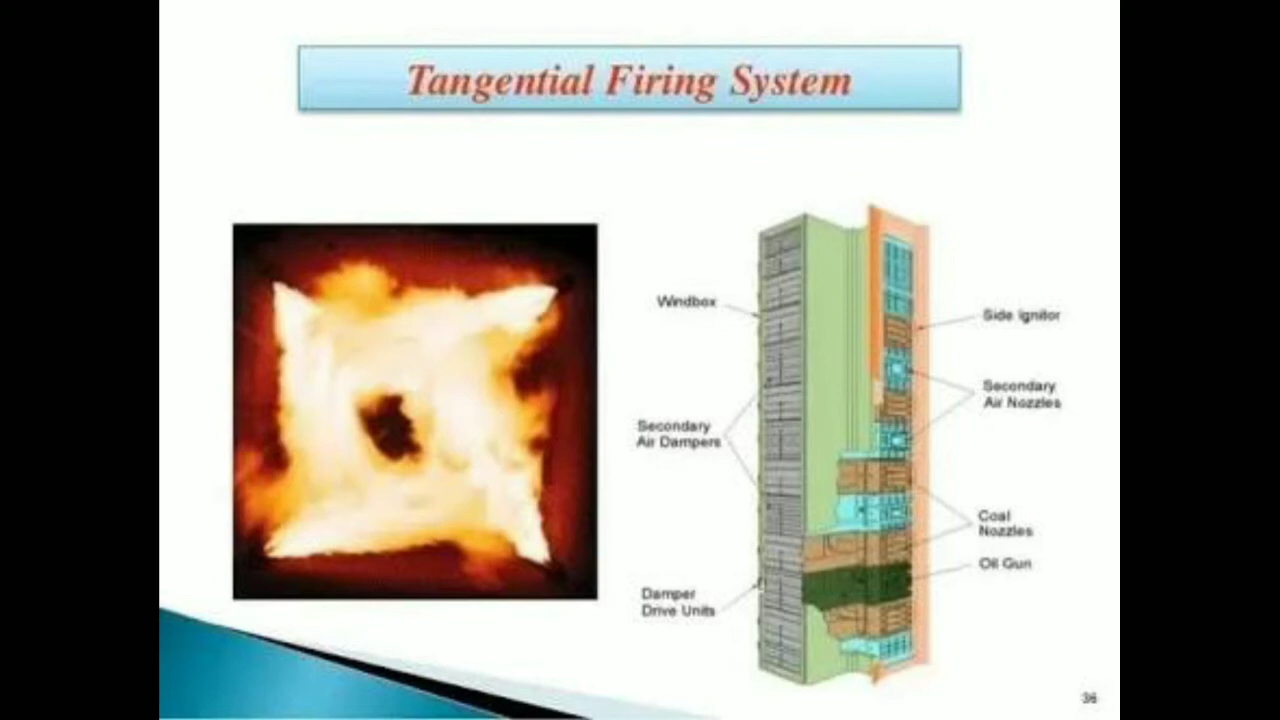 Tangential Firing System
Windbox
Side Ignitor
Secondary
Air Nozzles
Secondary
Air Dampers
Coal
Nozzles
Oil Gun
Damper
Drive Units
36